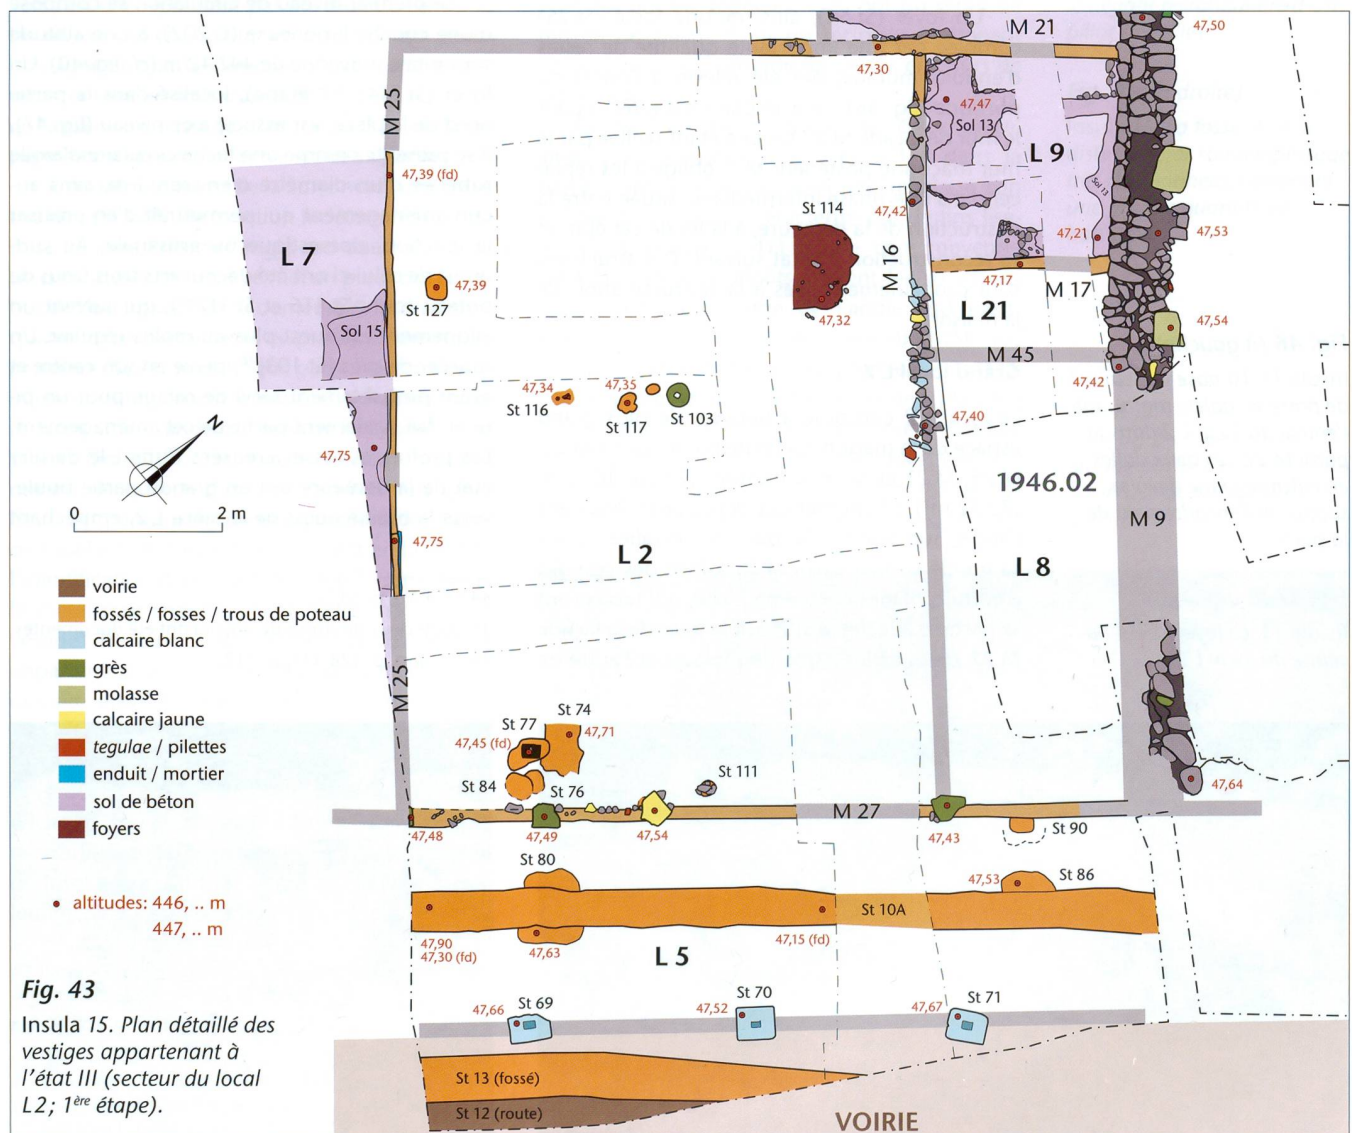 M 21
47,50
47,30
M 25
47,47
Sol 13
L 9
47,39 (fd)
Sol 13
St 114
47,42
47,21
47,53
L 7
M 16
47,39
St 127
47,17
M 17
L 21
47,32
47,54
Sol 15
M 45
47,34
47,35
47,42
St 116
St 117
St 103
47,40
N
47,75
1946.02
0
2 m
M 9
47,75
L 2
L 8
voirie
fossés / fosses / trous de poteau
calcaire blanc
grès
molasse
calcaire jaune
tegulae / pilettes
enduit / mortier
sol de béton
foyers
M 25
St 77
St 74
47,45 (fd)
47,71
St 84
St 76
St 111
47,64
M 27
47,48
47,49
47,54
47,43
St 90
St 80
47,53
St 86
altitudes: 446, .. m
447, .. m
St 10A
47,90
47,30 (fd)
47,63
47,15 (fd)
L 5
Fig. 43
Insula 15. Plan détaillé des
vestiges appartenant à
l'état III (secteur du local
L2; 1ère étape).
47,66
St 69
47,52
St 70
47,67
St 71
St 13 (fossé)
St 12 (route)
VOIRIE